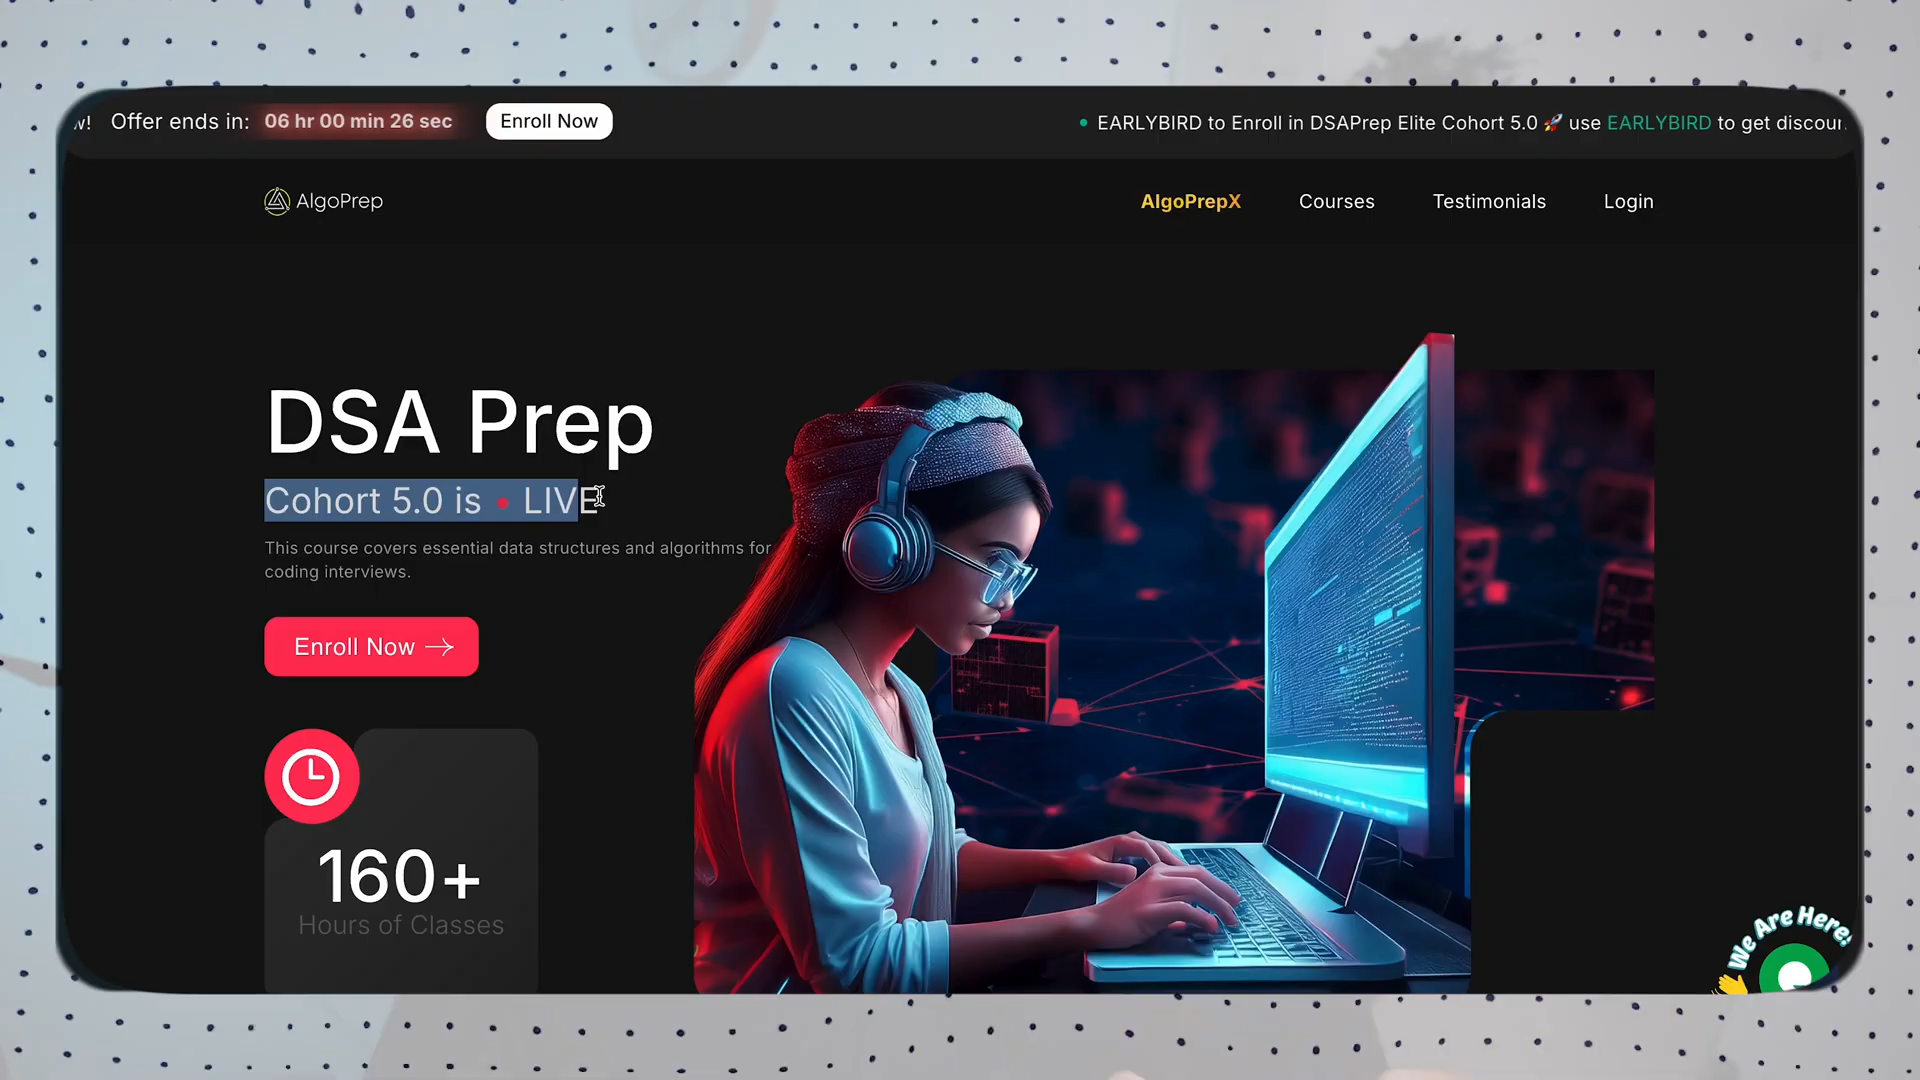 w! Offer ends in: 06 hr 00 min 26 sec Enroll Now
• EARLYBIRD to Enroll in DSAPrep Elite Cohort 5.0 🚀 use EARLYBIRD to get discour
AlgoPrep
AlgoPrepX Courses Testimonials Login
DSA Prep
Cohort 5.0 is • LIVE
This course covers essential data structures and algorithms for
coding interviews.
Enroll Now →
160+
Hours of Classes
We Are Here!